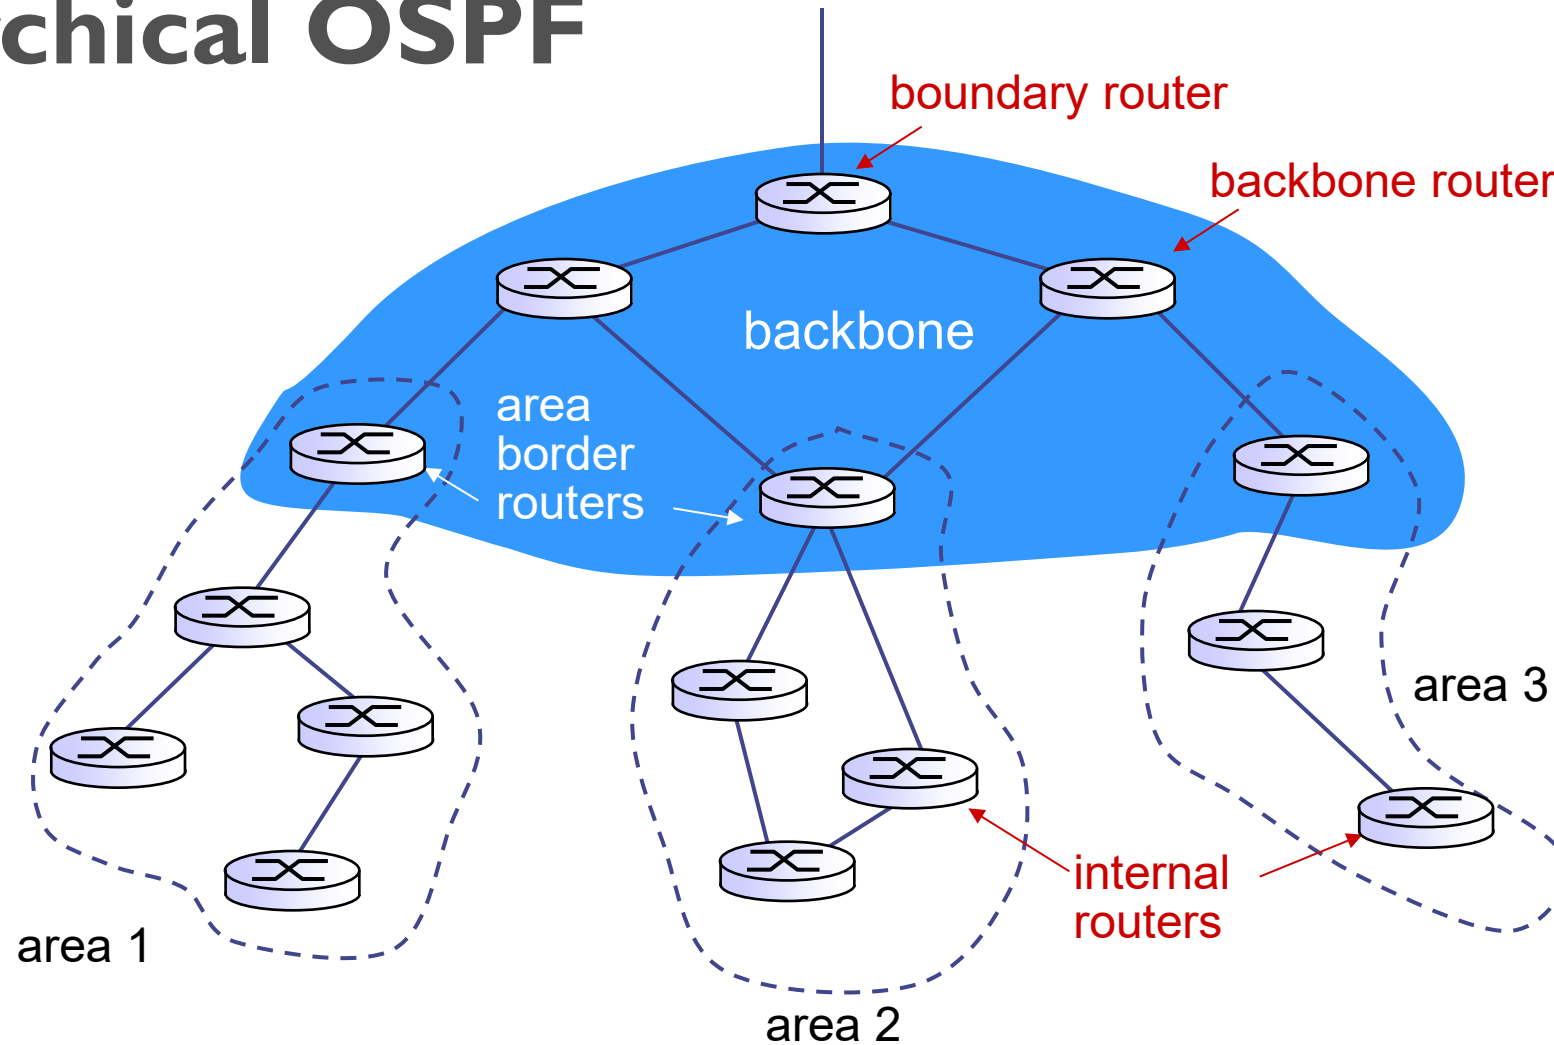 chical OSPF
boundary router
backbone router
backbone
area
border
routers
area 3
internal
routers
area 1
area 2